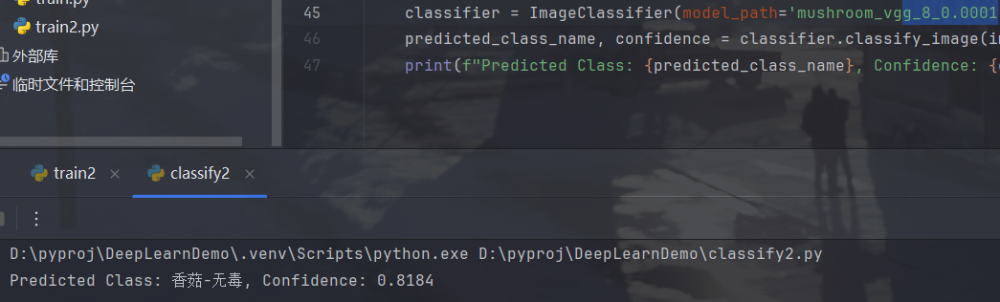 train.py
train2.py
外部库
临时文件和控制台
45 classifier = ImageClassifier(model_path='mushroom_vgg_8_0.0001
46 predicted_class_name, confidence = classifier.classify_image(
47 print(f"Predicted Class: {predicted_class_name}, Confidence: {
train2 × classify2 ×
D:\pyproj\DeepLearnDemo\.venv\Scripts\python.exe D:\pyproj\DeepLearnDemo\classify2.py
Predicted Class: 香茹-无毒, Confidence: 0.8184